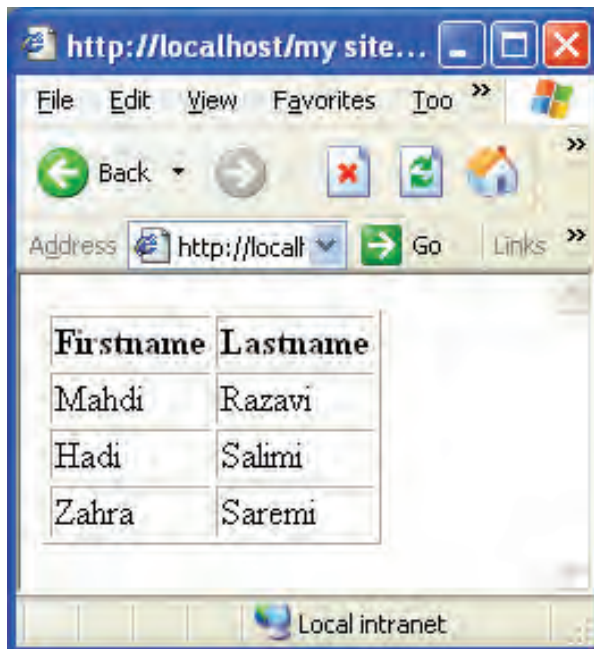 http://localhost/my site...
File Edit View Favorites Too »
Back »
Address http://locall Go Links »
Firstname Lastname
Mahdi Razavi
Hadi Salimi
Zahra Saremi
Local intranet